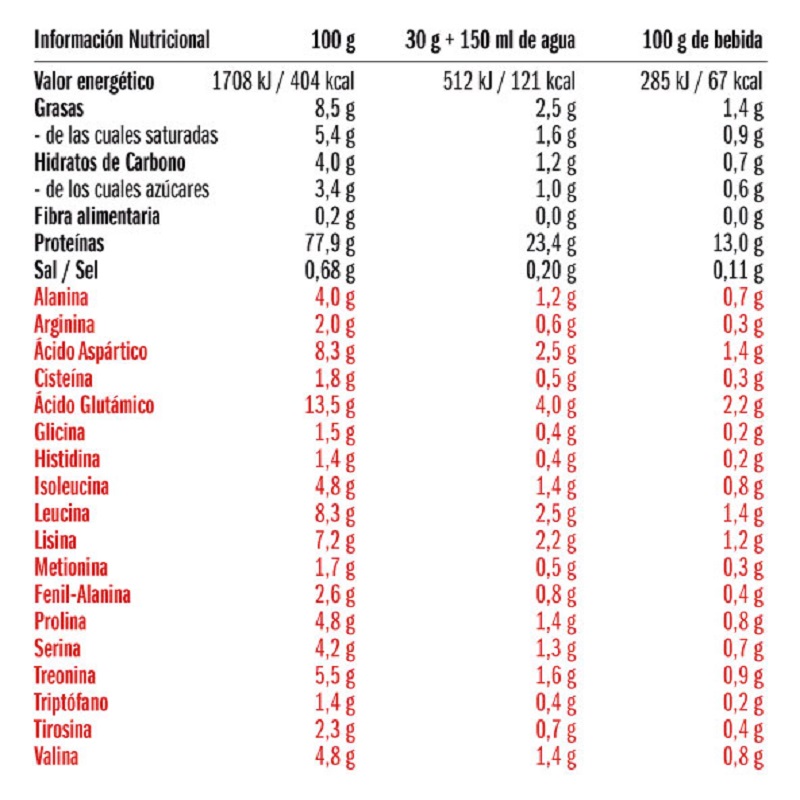 Información Nutricional 100 g 30 g + 150 ml de agua 100 g de bebida
Valor energético 1708 kJ / 404 kcal 512 kJ / 121 kcal 285 kJ / 67 kcal
Grasas 8,5 g 2,5 g 1,4 g
- de las cuales saturadas 5,4 g 1,6 g 0,9 g
Hidratos de Carbono 4,0 g 1,2 g 0,7 g
- de los cuales azúcares 3,4 g 1,0 g 0,6 g
Fibra alimentaria 0,2 g 0,0 g 0,0 g
Proteínas 77,9 g 23,4 g 13,0 g
Sal / Sel 0,68 g 0,20 g 0,11 g
Alanina 4,0 g 1,2 g 0,7 g
Arginina 2,0 g 0,6 g 0,3 g
Ácido Aspártico 8,3 g 2,5 g 1,4 g
Cisteína 1,8 g 0,5 g 0,3 g
Ácido Glutámico 13,5 g 4,0 g 2,2 g
Glicina 1,5 g 0,4 g 0,2 g
Histidina 1,4 g 0,4 g 0,2 g
Isoleucina 4,8 g 1,4 g 0,8 g
Leucina 8,3 g 2,5 g 1,4 g
Lisina 7,2 g 2,2 g 1,2 g
Metionina 1,7 g 0,5 g 0,3 g
Fenil-Alanina 2,6 g 0,8 g 0,4 g
Prolina 4,8 g 1,4 g 0,8 g
Serina 4,2 g 1,3 g 0,7 g
Treonina 5,5 g 1,6 g 0,9 g
Triptófano 1,4 g 0,4 g 0,2 g
Tirosina 2,3 g 0,7 g 0,4 g
Valina 4,8 g 1,4 g 0,8 g